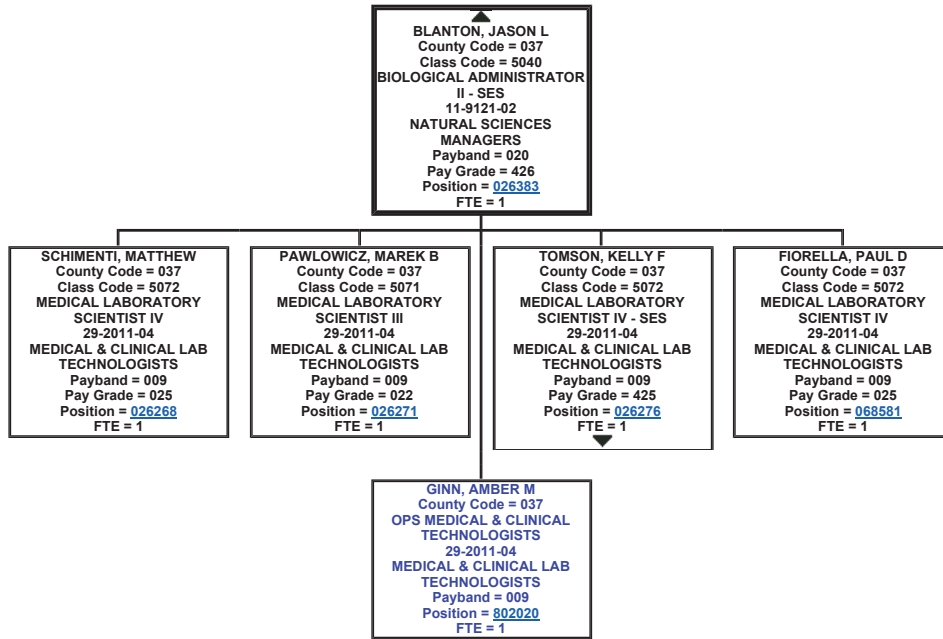 BLANTON, JASON L
County Code = 037
Class Code = 5040
BIOLOGICAL ADMINISTRATOR
II - SES
11-9121-02
NATURAL SCIENCES
MANAGERS
Payband = 020
Pay Grade = 426
Position = 026383
FTE = 1
SCHIMENTI, MATTHEW
County Code = 037
Class Code = 5072
MEDICAL LABORATORY
SCIENTIST IV
29-2011-04
MEDICAL & CLINICAL LAB
TECHNOLOGISTS
Payband = 009
Pay Grade = 025
Position = 026268
FTE = 1
PAWLOWICZ, MAREK B
County Code = 037
Class Code = 5071
MEDICAL LABORATORY
SCIENTIST III
29-2011-04
MEDICAL & CLINICAL LAB
TECHNOLOGISTS
Payband = 009
Pay Grade = 022
Position = 026271
FTE = 1
TOMSON, KELLY F
County Code = 037
Class Code = 5072
MEDICAL LABORATORY
SCIENTIST IV - SES
29-2011-04
MEDICAL & CLINICAL LAB
TECHNOLOGISTS
Payband = 009
Pay Grade = 425
Position = 026276
FTE = 1
FIORELLA, PAUL D
County Code = 037
Class Code = 5072
MEDICAL LABORATORY
SCIENTIST IV
29-2011-04
MEDICAL & CLINICAL LAB
TECHNOLOGISTS
Payband = 009
Pay Grade = 025
Position = 068581
FTE = 1
GINN, AMBER M
County Code = 037
OPS MEDICAL & CLINICAL
TECHNOLOGISTS
29-2011-04
MEDICAL & CLINICAL LAB
TECHNOLOGISTS
Payband = 009
Position = 802020
FTE = 1